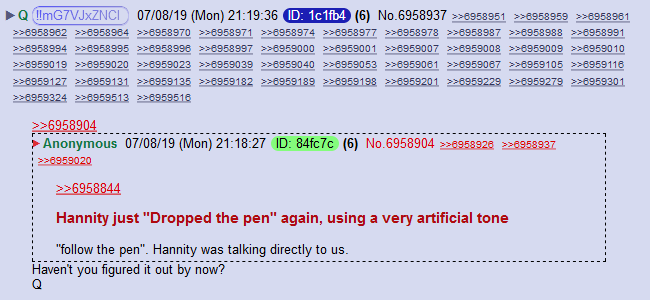 Q !!mG7VJxZNCI 07/08/19 (Mon) 21:19:36 ID: 1c1fb4 (6) No.6958937 >>6958951 >>6958959 >>6958961
>>6958962 >>6958964 >>6958970 >>6958971 >>6958974 >>6958977 >>6958978 >>6958987 >>6958988 >>6958991
>>6958994 >>6958995 >>6958996 >>6958997 >>6959000 >>6959001 >>6959007 >>6959008 >>6959009 >>6959010
>>6959019 >>6959020 >>6959023 >>6959039 >>6959040 >>6959053 >>6959061 >>6959067 >>6959105 >>6959116
>>6959127 >>6959131 >>6959135 >>6959182 >>6959189 >>6959198 >>6959201 >>6959229 >>6959279 >>6959301
>>6959324 >>6959513 >>6959516
>>6958904
Anonymous 07/08/19 (Mon) 21:18:27 ID: 84fc7c (6) No.6958904 >>6958926 >>6958937
>>6959020
>>6958844
Hannity just "Dropped the pen" again, using a very artificial tone
"follow the pen". Hannity was talking directly to us.
Haven't you figured it out by now?
Q